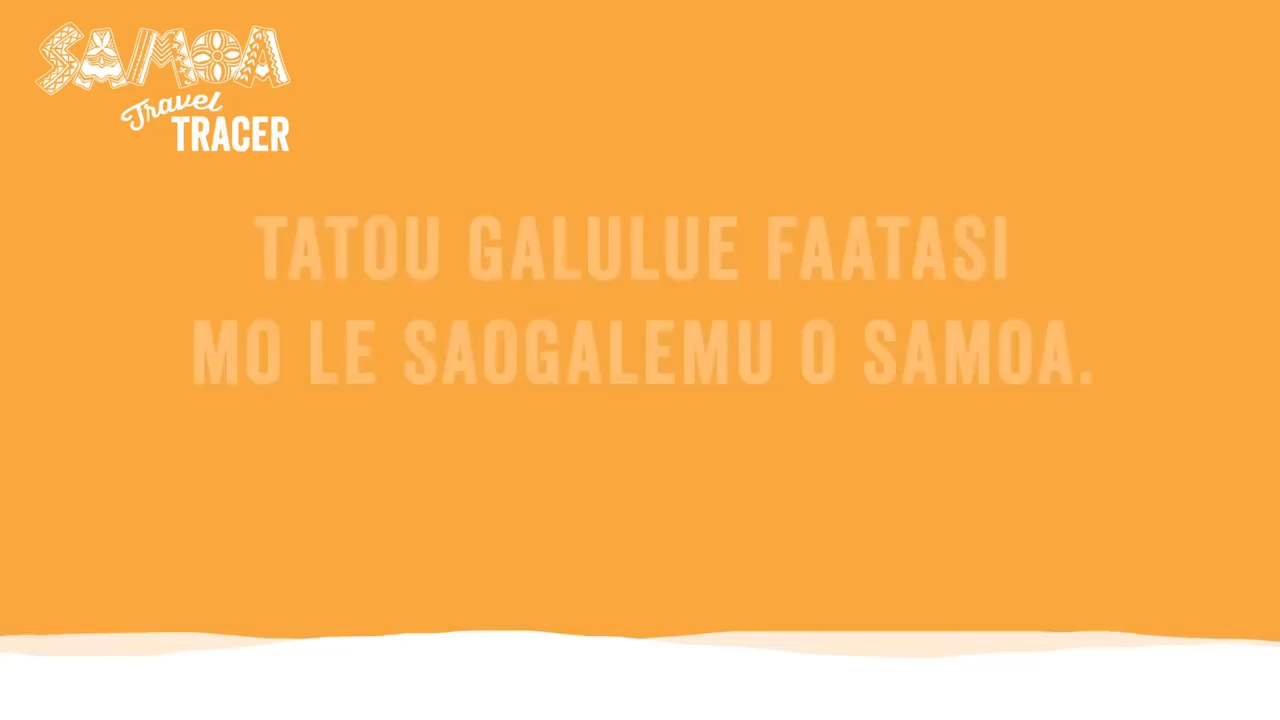 SAMOA
Travel
TRACER
TATOU GALULUE FAATASI
MO LE SAOGALEMU O SAMOA.